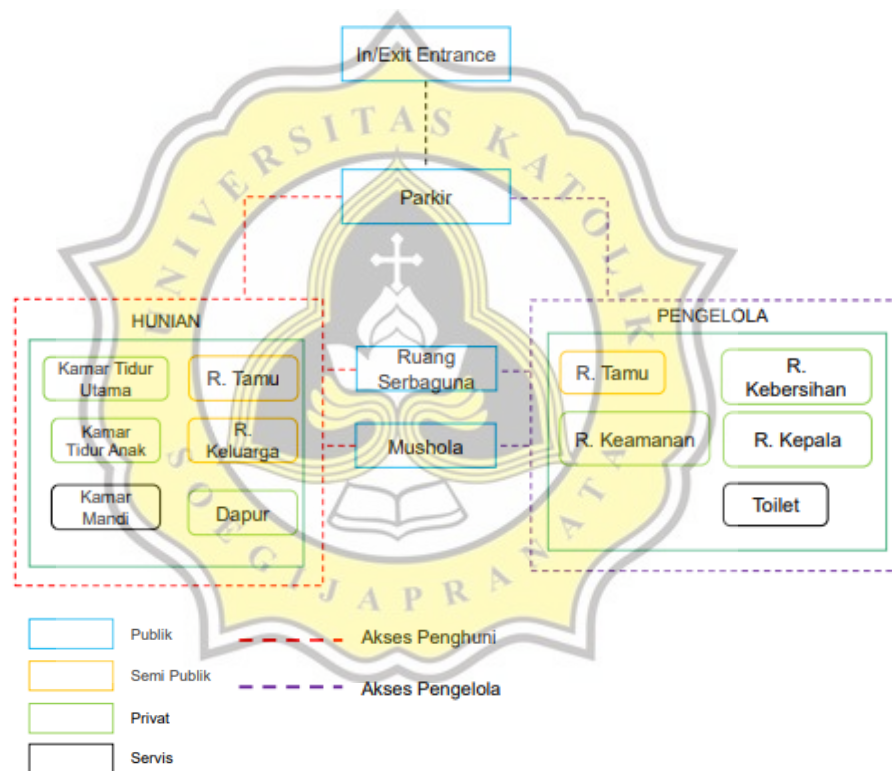 In/Exit Entrance
UNIVERSITAS KATOLIK
Parkir
HUNIAN
PENGELOLA
Kamar Tidur
Utama
R. Tamu
Ruang
Serbaguna
R. Tamu
R.
Kebersihan
Kamar
Tidur Anak
R.
Keluarga
Mushola
R. Keamanan
R. Kepala
Kamar
Mandi
Dapur
Toilet
SOEGIJAPRANATA
Publik
Akses Penghuni
Semi Publik
Akses Pengelola
Privat
Servis